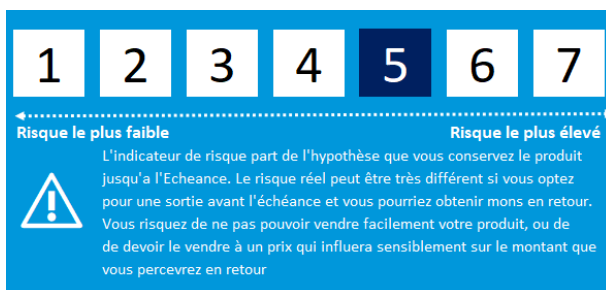 1 2 3 4 5 6 7
Risque le plus faible Risque le plus élevé
L'indicateur de risque part de l'hypothèse que vous conservez le produit
jusqu'a l'Echeance. Le risque réel peut être très différent si vous optez
pour une sortie avant l'échéance et vous pourriez obtenir mons en retour.
Vous risquez de ne pas pouvoir vendre facilement votre produit, ou de
de devoir le vendre à un prix qui influera sensiblement sur le montant que
vous percevrez en retour